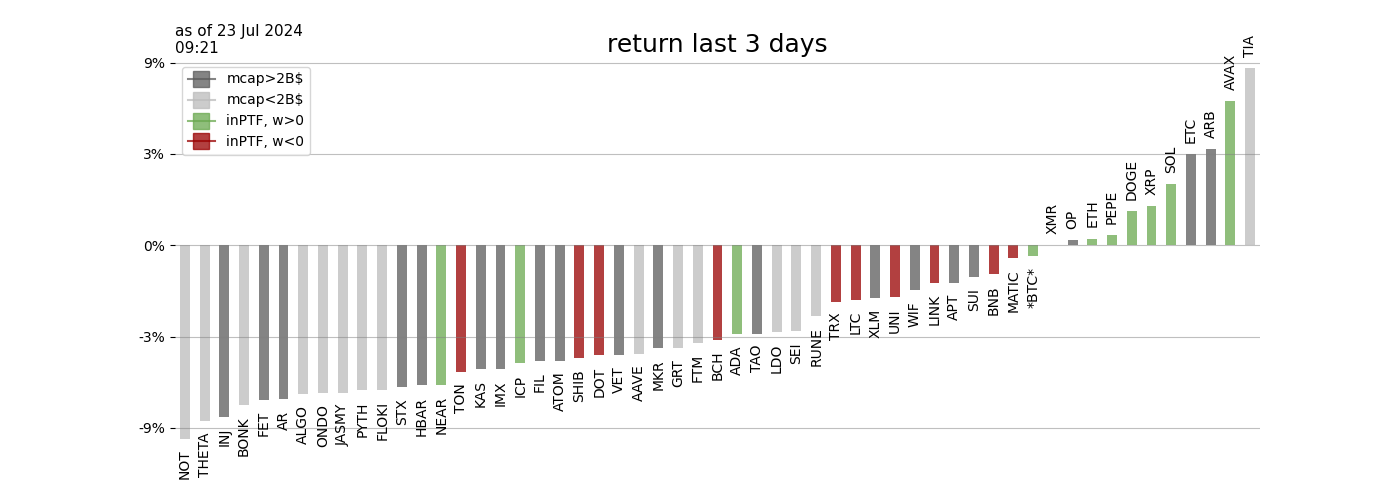 as of 23 Jul 2024
09:21
return last 3 days
mcap>2B$
mcap<2B$
inPTF, w>0
inPTF, w<0
9%
3%
0%
-3%
-9%
NOT
THETA
INJ
BONK
FET
AR
ALGO
ONDO
JASMY
PYTH
FLOKI
STX
HBAR
NEAR
TON
KAS
IMX
ICP
FIL
ATOM
SHIB
DOT
VET
AAVE
MKR
GRT
FTM
BCH
ADA
TAO
LDO
SEI
RUNE
TRX
LTC
XLM
UNI
WIF
LINK
APT
SUI
BNB
MATIC
*BTC*
XMR
OP
ETH
PEPE
DOGE
XRP
SOL
ETC
ARB
AVAX
TIA